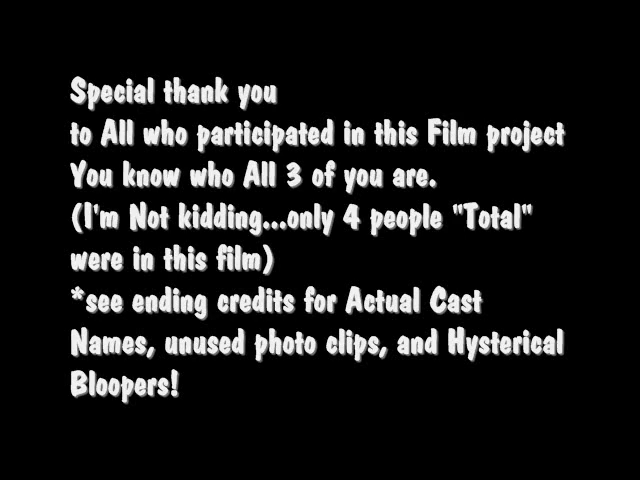 Special thank you
to All who participated in this Film project
You know who All 3 of you are.
(I'm Not kidding...only 4 people "Total"
were in this film)
*see ending credits for Actual Cast
Names, unused photo clips, and Hysterical
Bloopers!